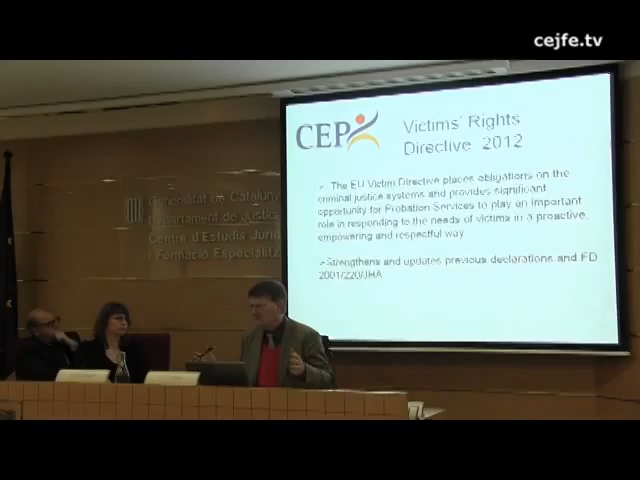 cejfe.tv
CEP
Victims' Rights
Directive 2012
➢ The EU Victim Directive places obligations on the
criminal justice systems and provides significant
opportunity for Probation Services to play an important
role in responding to the needs of victims in a proactive,
empowering and respectful way.
➢Strengthens and updates previous declarations and FD
2001/220/JHA
Generalitat de Catalunya
Departament de Justícia
Centre d'Estudis Jurí
i Formació Especialitz